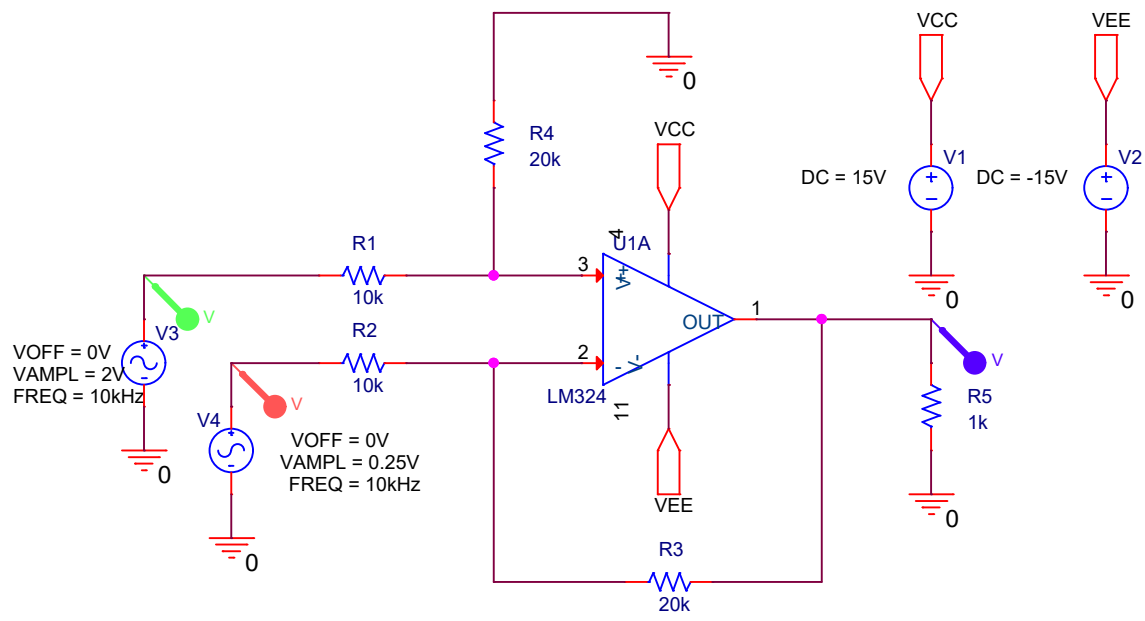 0
VCC
VEE
R4
20k
VCC
V1
DC = 15V
V2
DC = -15V
4
U1A
R1
10k
3
V+
+
0
0
V
V3
VOFF = 0V
VAMPL = 2V
FREQ = 10kHz
R2
10k
2
OUT
1
-
V-
LM324
11
V
V
R5
1k
V4
VOFF = 0V
VAMPL = 0.25V
FREQ = 10kHz
0
0
VEE
0
R3
20k